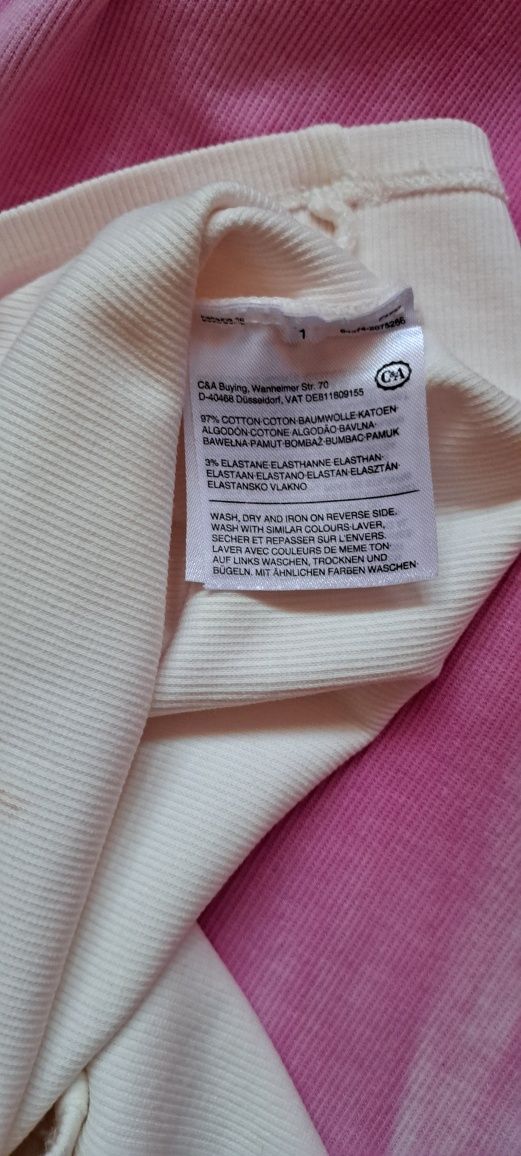 1
C&A
C&A Buying, Wanheimer Str. 70
D-40468 Düsseldorf, VAT DE811809155
97% COTTON·COTON·BAUMWOLLE·KATOEN·
ALGODÓN·COTONE·ALGODÃO·BAVLNA·
BAWEŁNA·PAMUT·BOMBAŽ·BUMBAC·PAMUK
3% ELASTANE·ELASTHANNE·ELASTHAN·
ELASTAAN·ELASTANO·ELASTAN·ELASZTÁN·
ELASTANSKO VLAKNO
WASH, DRY AND IRON ON REVERSE SIDE.
WASH WITH SIMILAR COLOURS·LAVER,
SECHER ET REPASSER SUR L'ENVERS.
LAVER AVEC COULEURS DE MEME TON·
AUF LINKS WASCHEN, TROCKNEN UND
BÜGELN. MIT ÄHNLICHEN FARBEN WASCHEN·